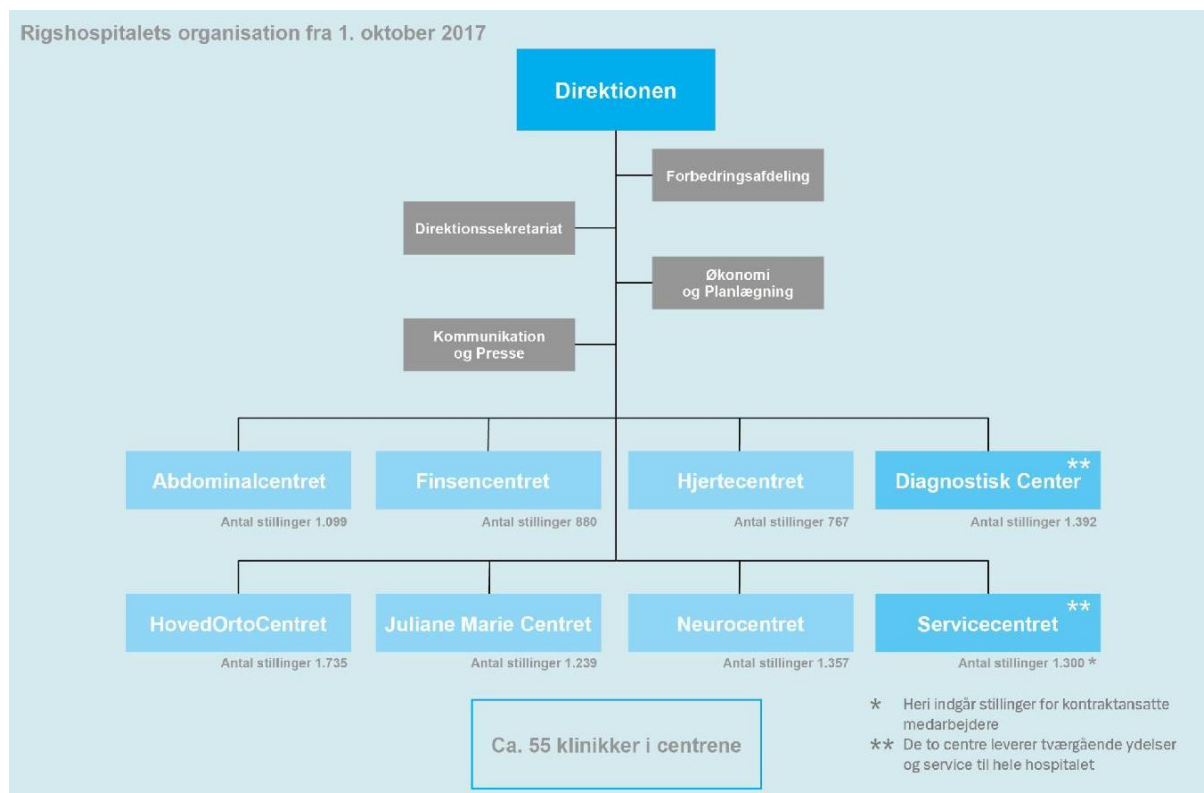 Rigshospitalets organisation fra 1. oktober 2017
Direktionen
Forbedringsafdeling
Direktionssekretariat
Økonomi
og Planlægning
Kommunikation
og Presse
Abdominalcentret
Finsencentret
Hjertecentret
Diagnostisk Center **
Antal stillinger 1.099
Antal stillinger 880
Antal stillinger 767
Antal stillinger 1.392
HovedOrtoCentret
Juliane Marie Centret
Neurocentret
Servicecentret **
Antal stillinger 1.735
Antal stillinger 1.239
Antal stillinger 1.357
Antal stillinger 1.300 *
Ca. 55 klinikker i centrene
* Heri indgår stillinger for kontraktansatte
medarbejdere
** De to centre leverer tværgående ydelser
og service til hele hospitalet